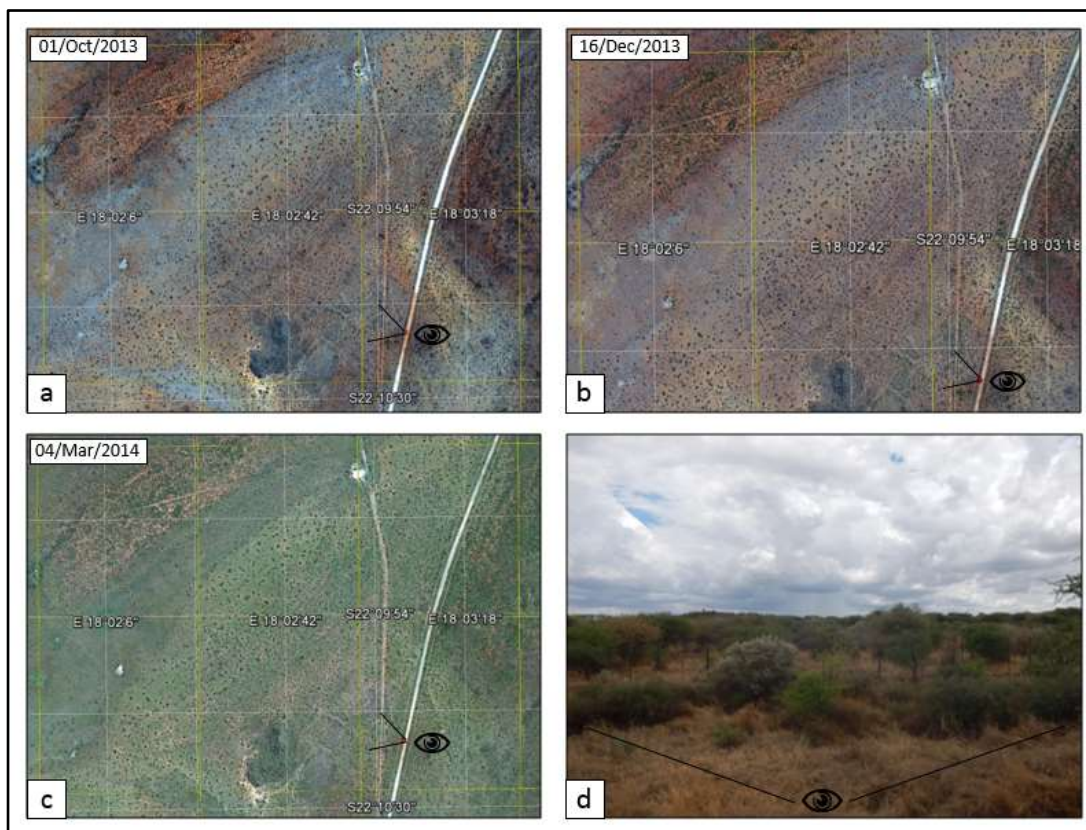 01/Oct/2013
E 18°02'6"
E 18°02'42"
S22°09'54"
E 18°03'18"
S22°10'30"
a
16/Dec/2013
E 18°02'6"
E 18°02'42"
S22°09'54"
E 18°03'18
b
04/Mar/2014
E 18°02'6"
E 18°02'42"
S22°09'54"
E 18°03'18"
S22°10'30"
c
d